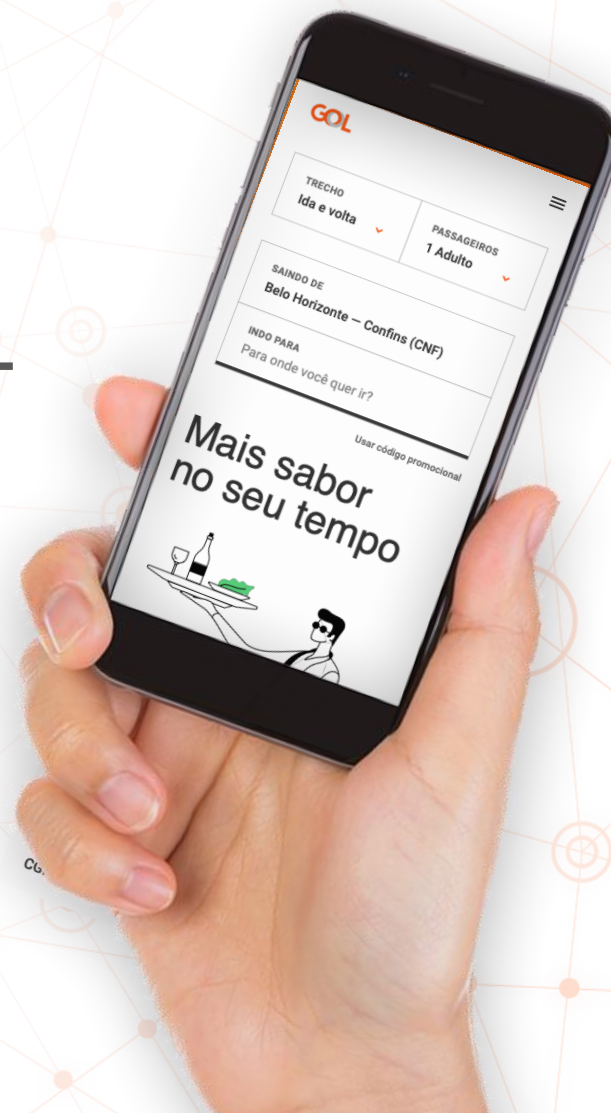 GOL
TRECHO
Ida e volta
PASSAGEIROS
1 Adulto
SAINDO DE
Belo Horizonte — Confins (CNF)
INDO PARA
Para onde você quer ir?
Usar código promocional
Mais sabor
no seu tempo